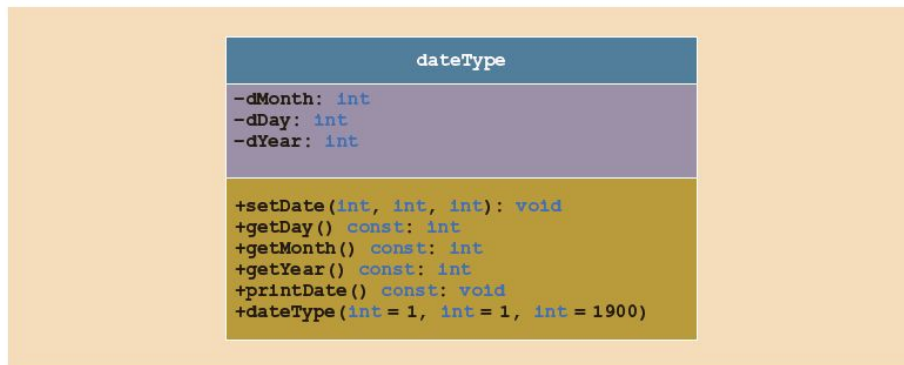 dateType
-dMonth: int
-dDay: int
-dYear: int
+setDate(int, int, int): void
+getDay() const: int
+getMonth() const: int
+getYear() const: int
+printDate() const: void
+dateType(int = 1, int = 1, int = 1900)